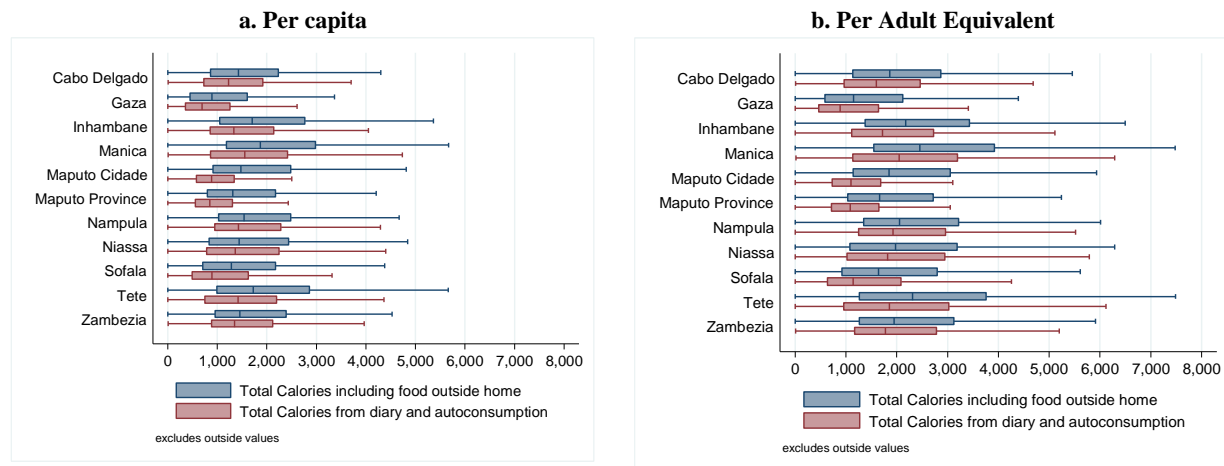 a. Per capita
Cabo Delgado
Gaza
Inhambane
Manica
Maputo Cidade
Maputo Province
Nampula
Niassa
Sofala
Tete
Zambezia
0 1,000 2,000 3,000 4,000 5,000 6,000 7,000 8,000
Total Calories including food outside home
Total Calories from diary and autoconsumption
excludes outside values
b. Per Adult Equivalent
Cabo Delgado
Gaza
Inhambane
Manica
Maputo Cidade
Maputo Province
Nampula
Niassa
Sofala
Tete
Zambezia
0 1,000 2,000 3,000 4,000 5,000 6,000 7,000 8,000
Total Calories including food outside home
Total Calories from diary and autoconsumption
excludes outside values